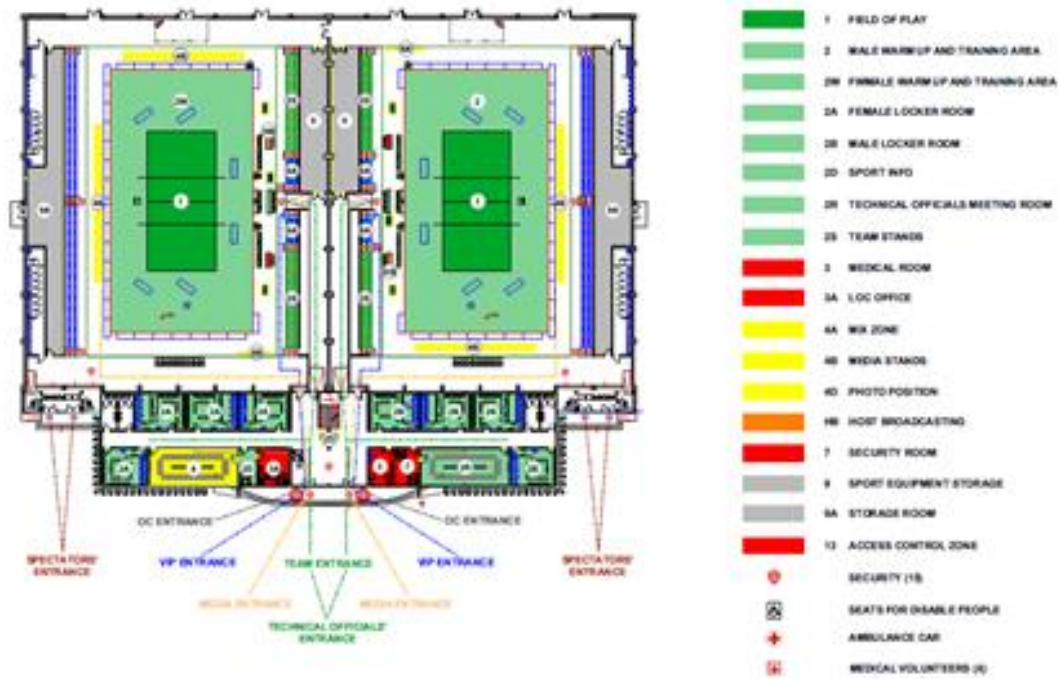 1 FIELD OF PLAY
2 MALE WARM UP AND TRAINING AREA
2W FWMALE WARM UP AND TRAINING AREA
2A FEMALE LOCKER ROOM
2B MALE LOCKER ROOM
2D SPORT INFO
2R TECHNICAL OFFICIALS MEETING ROOM
2S TEAM STANDS
3 MEDICAL ROOM
3A LOC OFFICE
4A MIX ZONE
4B MEDIA STANDS
4D PHOTO POSITION
HB HOST BROADCASTING
7 SECURITY ROOM
9 SPORT EQUIPMENT STORAGE
9A STORAGE ROOM
13 ACCESS CONTROL ZONE
SECURITY (18)
SEATS FOR DISABLE PEOPLE
AMBULANCE CAR
MEDICAL VOLUNTEERS (4)
OC ENTRANCE
OC ENTRANCE
SPECTATORS'
ENTRANCE
VIP ENTRANCE
TEAM ENTRANCE
VIP ENTRANCE
SPECTATORS'
ENTRANCE
MEDIA ENTRANCE
MEDIA ENTRANCE
TECHNICAL OFFICIALS'
ENTRANCE